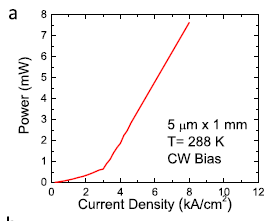 a
8
7
6
5
4
3
2
1
0
Power (mW)
5 μm x 1 mm
T= 288 K
CW Bias
0 2 4 6 8 10 12
Current Density (kA/cm²)